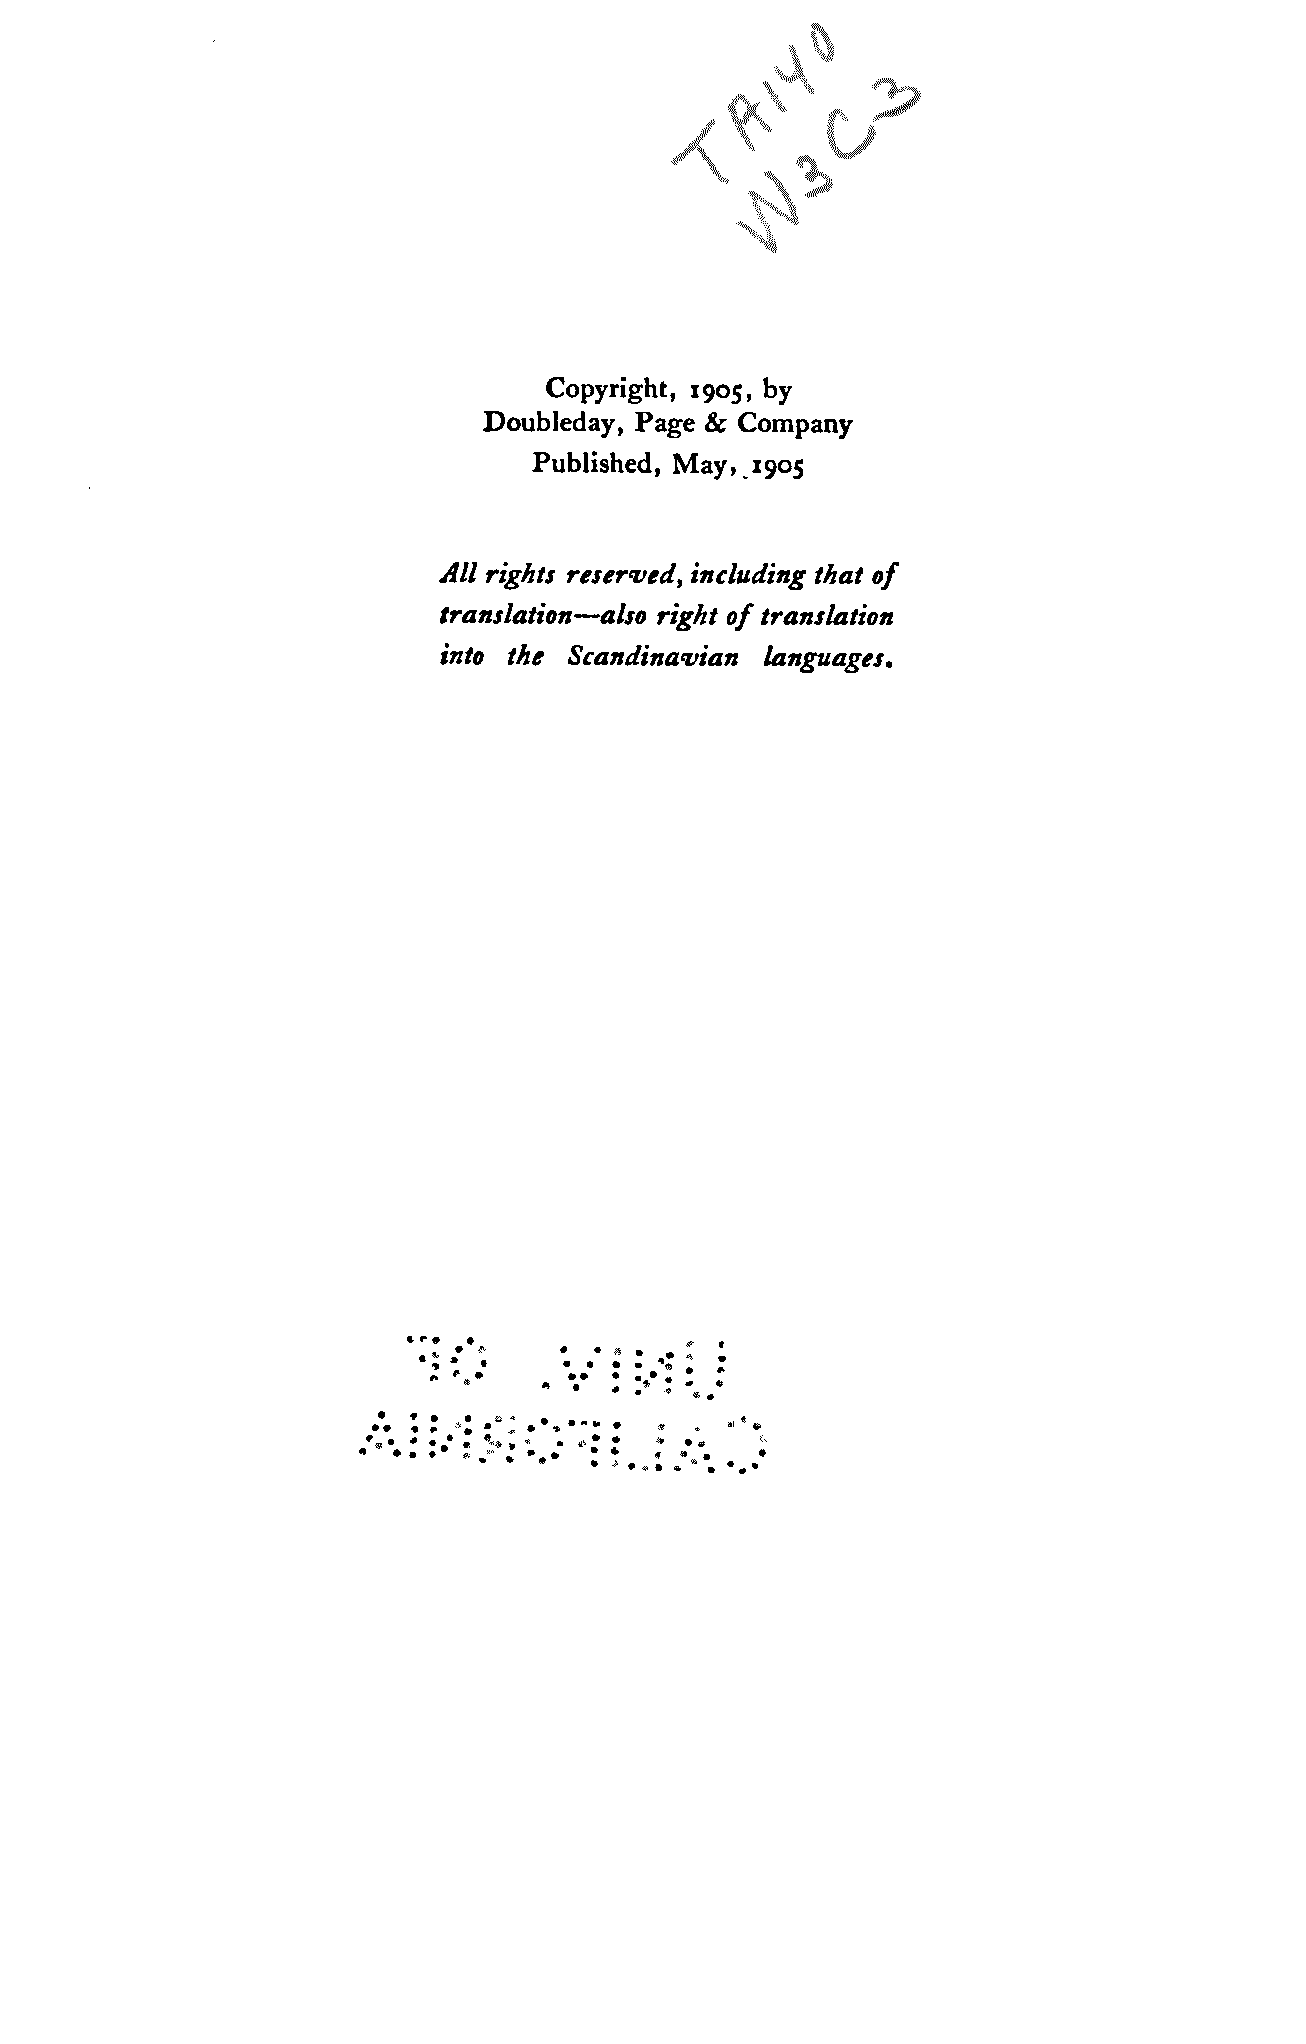 TA140
W3C3
Copyright, 1905, by
Doubleday, Page & Company
Published, May, 1905
All rights reserved, including that of
translation—also right of translation
into the Scandinavian languages.
UNIV. OF
CALIFORNIA